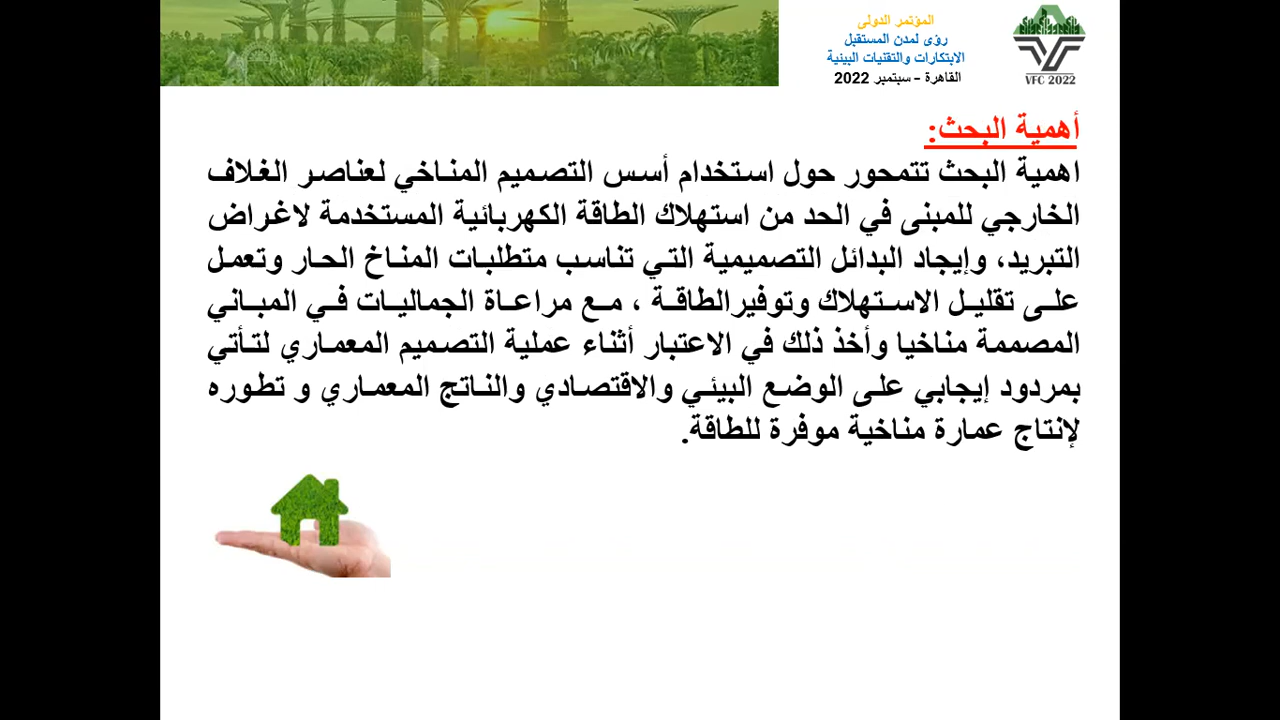 المؤتمر الدولى
رؤى لمدن المستقبل
الابتكارات والتقنيات البينية
القاهرة – سبتمبر 2022
VFC 2022
أهمية البحث:
اهمية البحث تتمحور حول استخدام أسس التصميم المناخي لعناصر الغلاف
الخارجي للمبنى في الحد من استهلاك الطاقة الكهربائية المستخدمة لاغراض
التبريد، وإيجاد البدائل التصميمية التي تناسب متطلبات المناخ الحار وتعمل
على تقليل الاستهلاك وتوفيرالطاقة ، مع مراعاة الجماليات في المباني
المصممة مناخيا وأخذ ذلك في الاعتبار أثناء عملية التصميم المعماري لتأتي
بمردود إيجابي على الوضع البيئي والاقتصادي والناتج المعماري و تطوره
لإنتاج عمارة مناخية موفرة للطاقة.